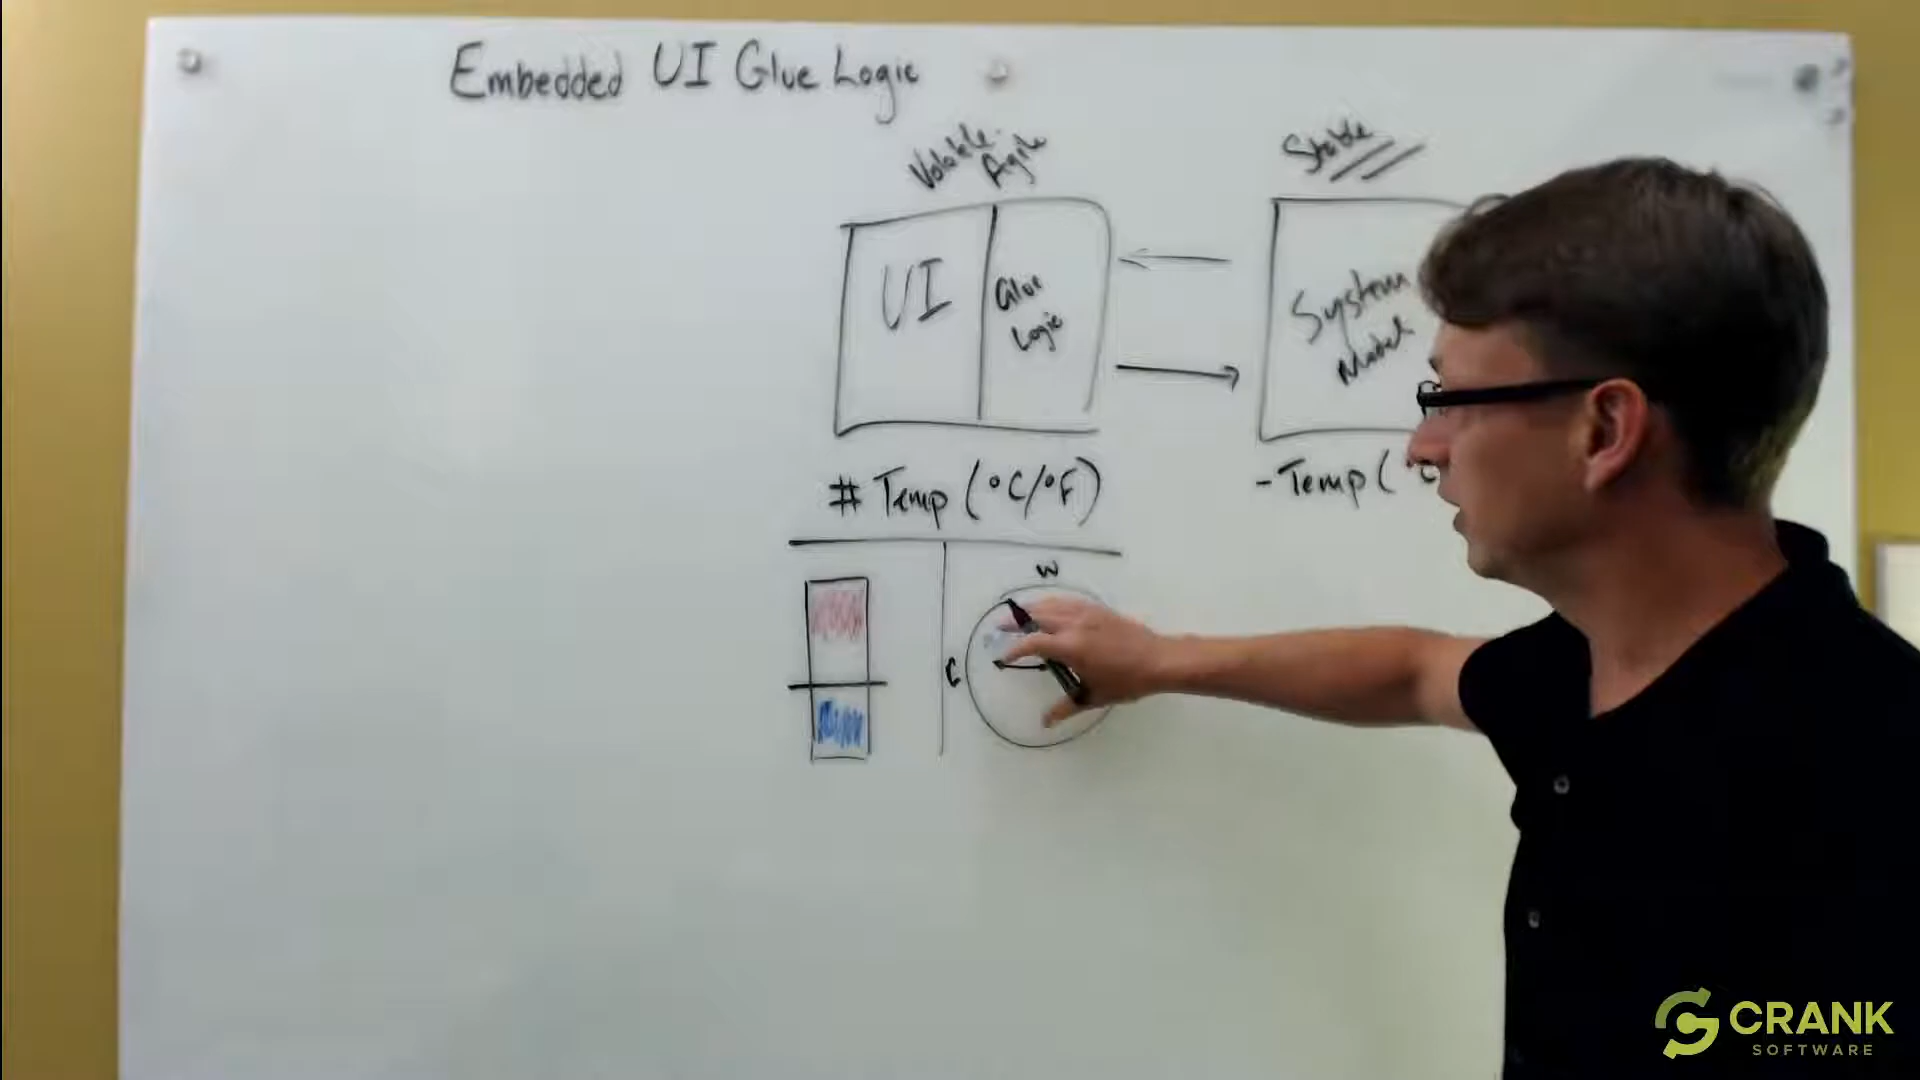 Embedded UI Glue Logic
Volatile
Agile
Stable
UI
Glue
Logic
System
Model
# Temp (°C/°F)
- Temp (°C
W
C
CRANK
SOFTWARE